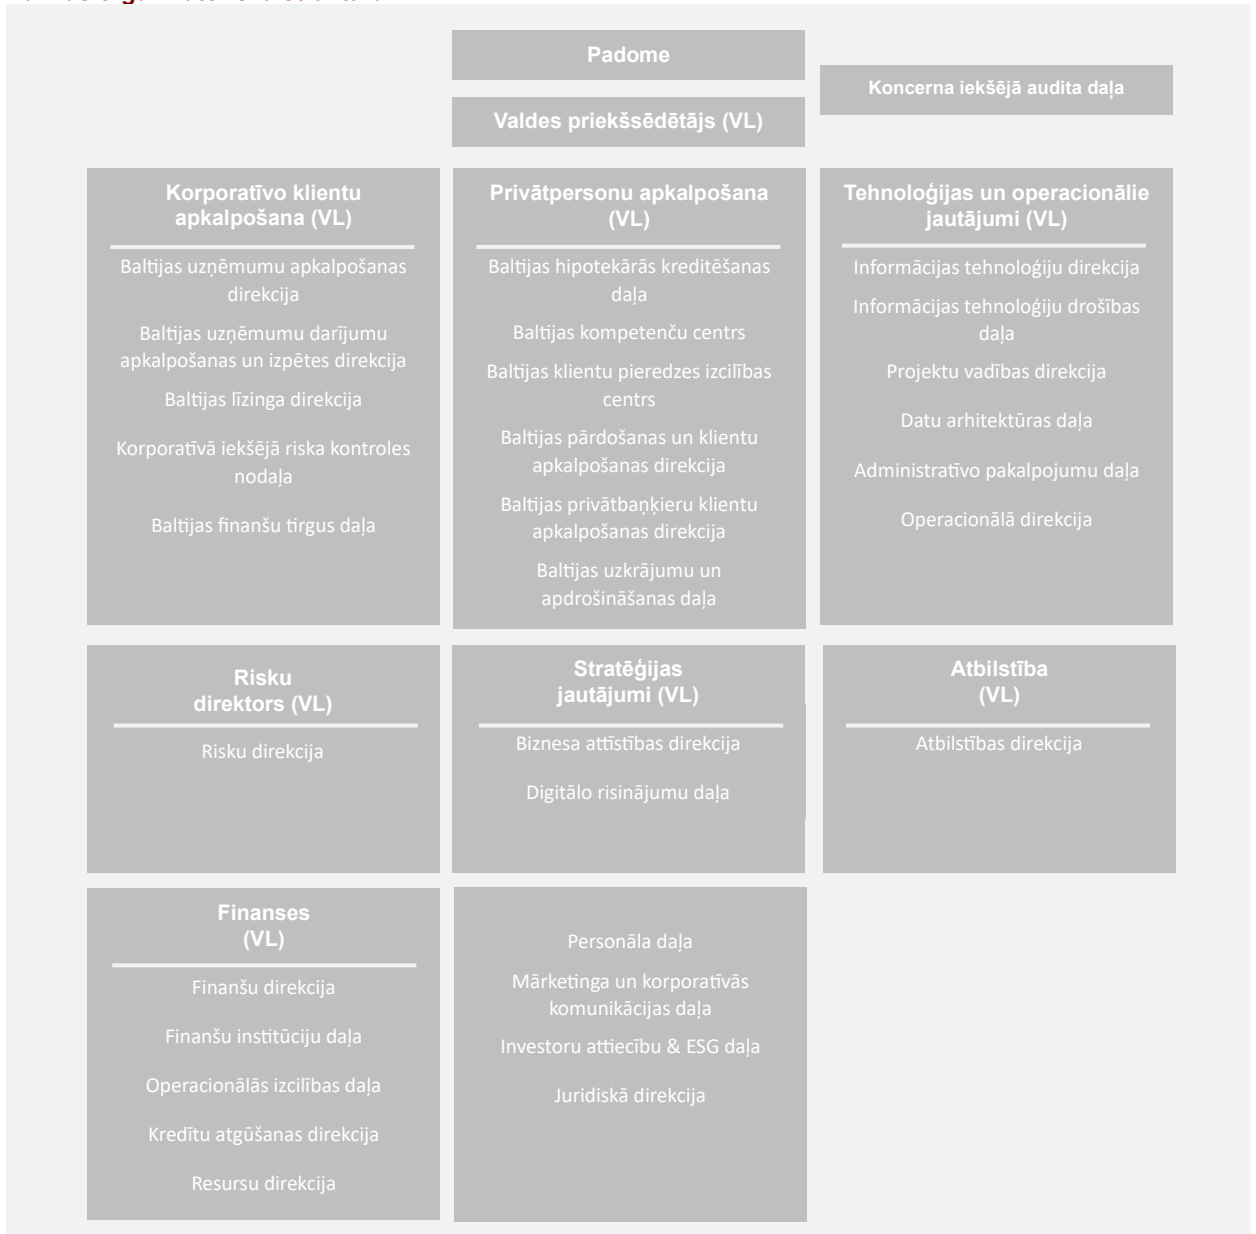 Padome
Koncerna iekšējā audita daļa
Valdes priekšsēdētājs (VL)
Korporatīvo klientu
apkalpošana (VL)
Baltijas uzņēmumu apkalpošanas
direkcija
Baltijas uzņēmumu darījumu
apkalpošanas un izpētes direkcija
Baltijas līzinga direkcija
Korporatīvā iekšējā riska kontroles
nodaļa
Baltijas finanšu tirgus daļa
Privātpersonu apkalpošana
(VL)
Baltijas hipotekārās kreditēšanas
daļa
Baltijas kompetenču centrs
Baltijas klientu pieredzes izcilības
centrs
Baltijas pārdošanas un klientu
apkalpošanas direkcija
Baltijas privātbaņķieru klientu
apkalpošanas direkcija
Baltijas uzkrājumu un
apdrošināšanas daļa
Tehnoloģijas un operacionālie
jautājumi (VL)
Informācijas tehnoloģiju direkcija
Informācijas tehnoloģiju drošības
daļa
Projektu vadības direkcija
Datu arhitektūras daļa
Administratīvo pakalpojumu daļa
Operacionālā direkcija
Risku
direktors (VL)
Risku direkcija
Stratēģijas
jautājumi (VL)
Biznesa attīstības direkcija
Digitālo risinājumu daļa
Atbilstība
(VL)
Atbilstības direkcija
Finanses
(VL)
Finanšu direkcija
Finanšu institūciju daļa
Operacionālās izcilības daļa
Kredītu atgūšanas direkcija
Resursu direkcija
Personāla daļa
Mārketinga un korporatīvās
komunikācijas daļa
Investoru attiecību & ESG daļa
Juridiskā direkcija